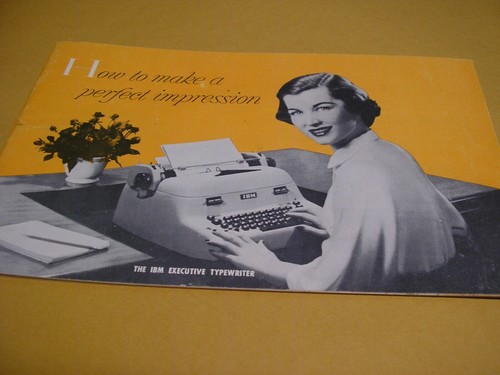 How to make a
perfect impression
IBM
THE IBM EXECUTIVE TYPEWRITER